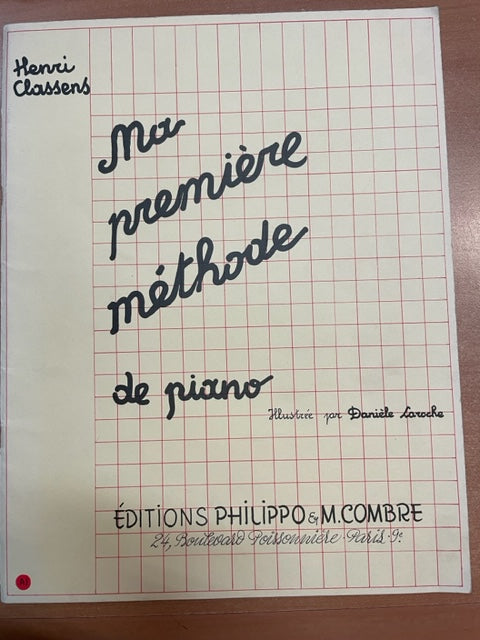 Henri
Classens
Ma
première
méthode
de piano
Illustrée par Danièle Laroche
ÉDITIONS PHILIPPO & M.COMBRE
24, Boulevard Poissonnière · Paris · 9e